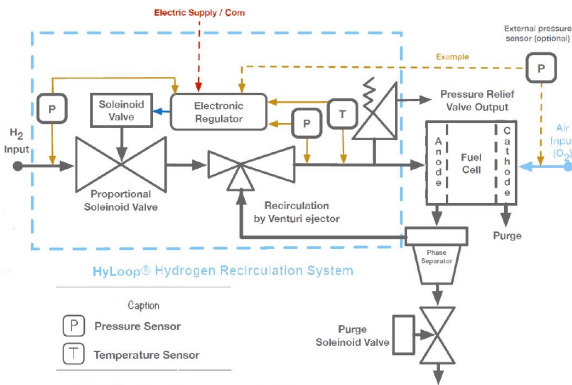 Electric Supply / Com
External pressure
sensor (optional)
Example
P
P
Soleinoid
Valve
Electronic
Regulator
P
T
Pressure Relief
Valve Output
H2
Input
Proportional
Soleinoid Valve
Recirculation
by Venturi ejector
Anode
Fuel
Cell
Cathode
Air
Inpu
(O2)
Purge
Phase
Separator
HyLoop® Hydrogen Recirculation System
Caption
P Pressure Sensor
T Temperature Sensor
Purge
Soleinoid Valve